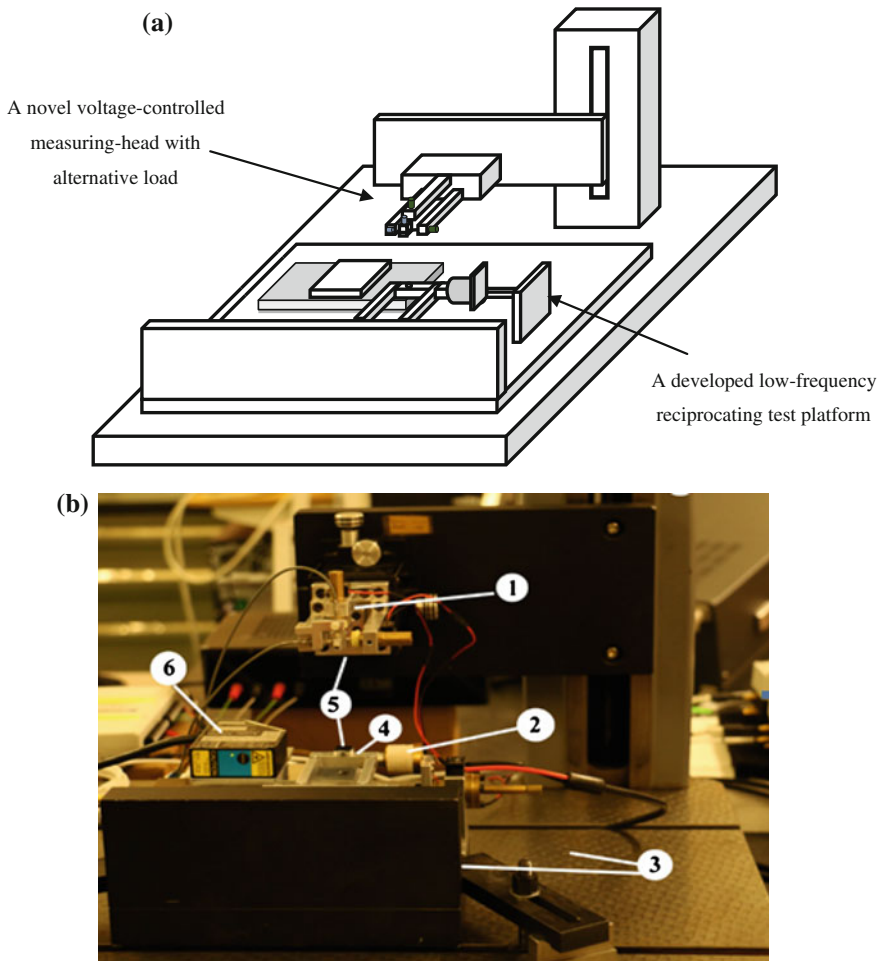 (a)
A novel voltage-controlled
measuring-head with
alternative load
A developed low-frequency
reciprocating test platform
(b)
1
6
5
2
4
3